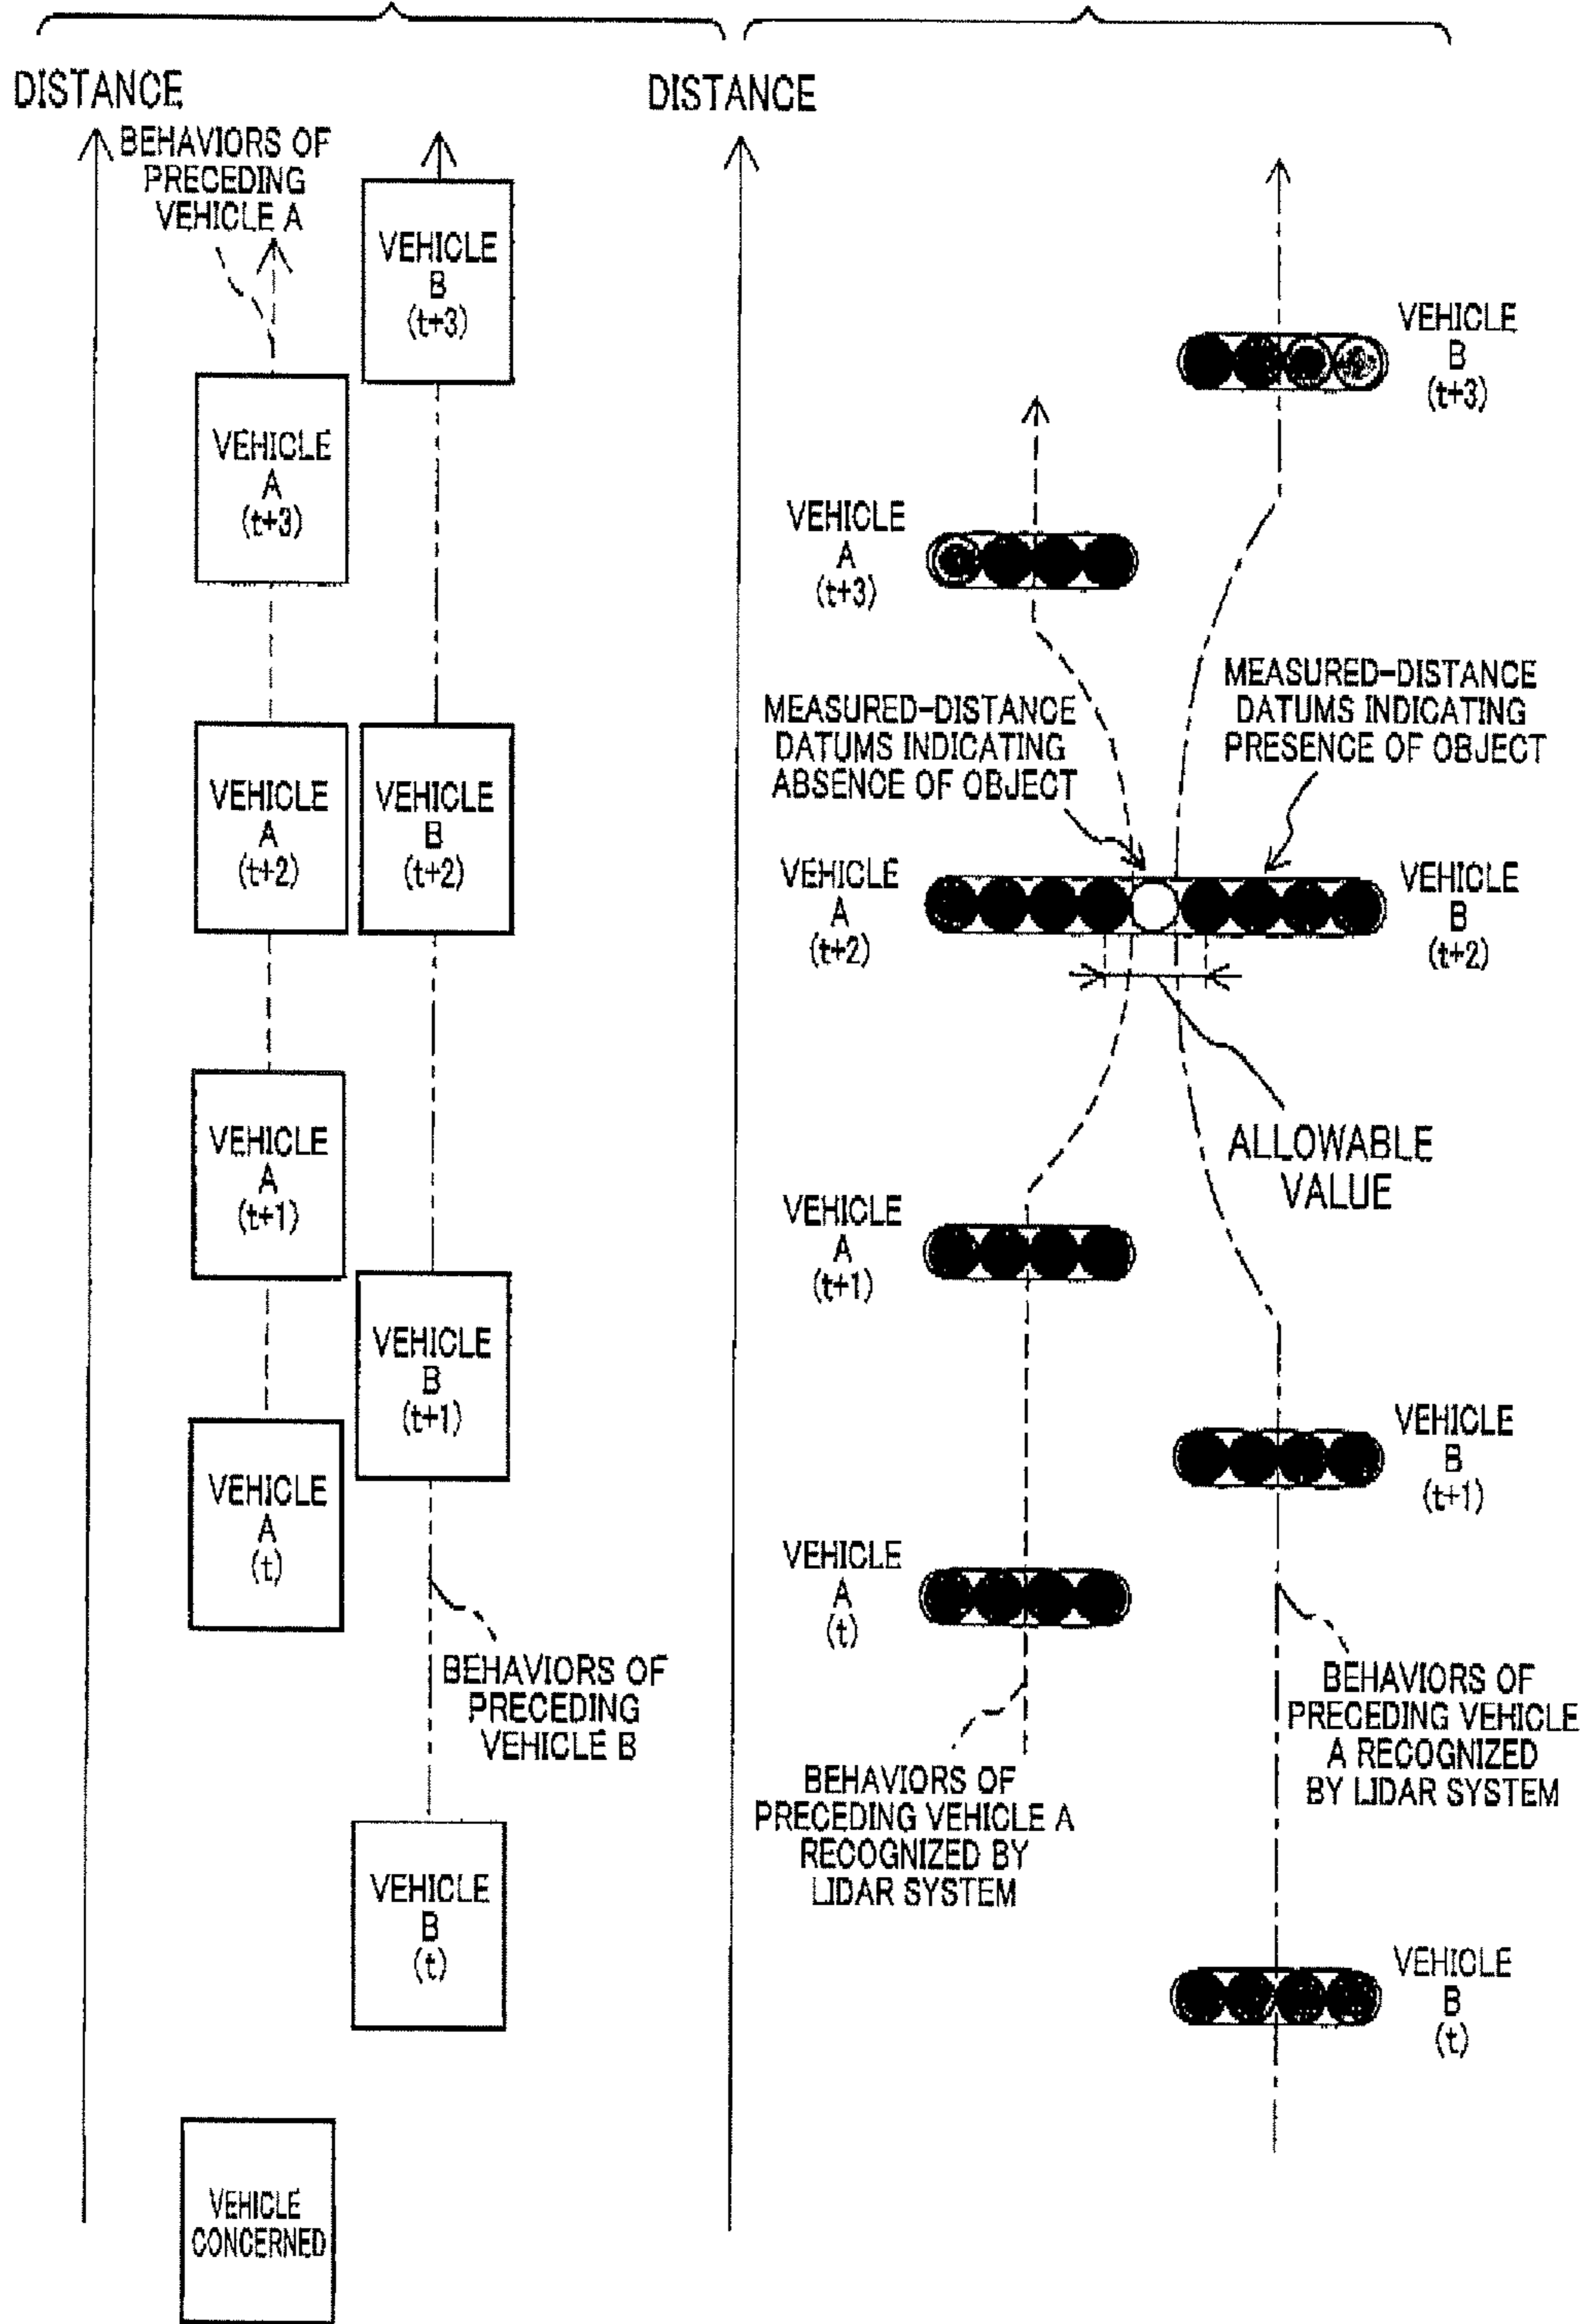 DISTANCE
BEHAVIORS OF
PRECEDING
VEHICLE A
VEHICLE
B
(t+3)
VEHICLE
A
(t+3)
VEHICLE
A
(t+2)
VEHICLE
B
(t+2)
VEHICLE
A
(t+1)
VEHICLE
B
(t+1)
VEHICLE
A
(t)
BEHAVIORS OF
PRECEDING
VEHICLE B
VEHICLE
B
(t)
VEHICLE
CONCERNED
DISTANCE
VEHICLE
B
(t+3)
VEHICLE
A
(t+3)
MEASURED-DISTANCE
DATUMS INDICATING
ABSENCE OF OBJECT
MEASURED-DISTANCE
DATUMS INDICATING
PRESENCE OF OBJECT
VEHICLE
A
(t+2)
VEHICLE
B
(t+2)
ALLOWABLE
VALUE
VEHICLE
A
(t+1)
VEHICLE
B
(t+1)
VEHICLE
A
(t)
BEHAVIORS OF
PRECEDING VEHICLE
A RECOGNIZED
BY LIDAR SYSTEM
BEHAVIORS OF
PRECEDING VEHICLE A
RECOGNIZED BY
LIDAR SYSTEM
VEHICLE
B
(t)